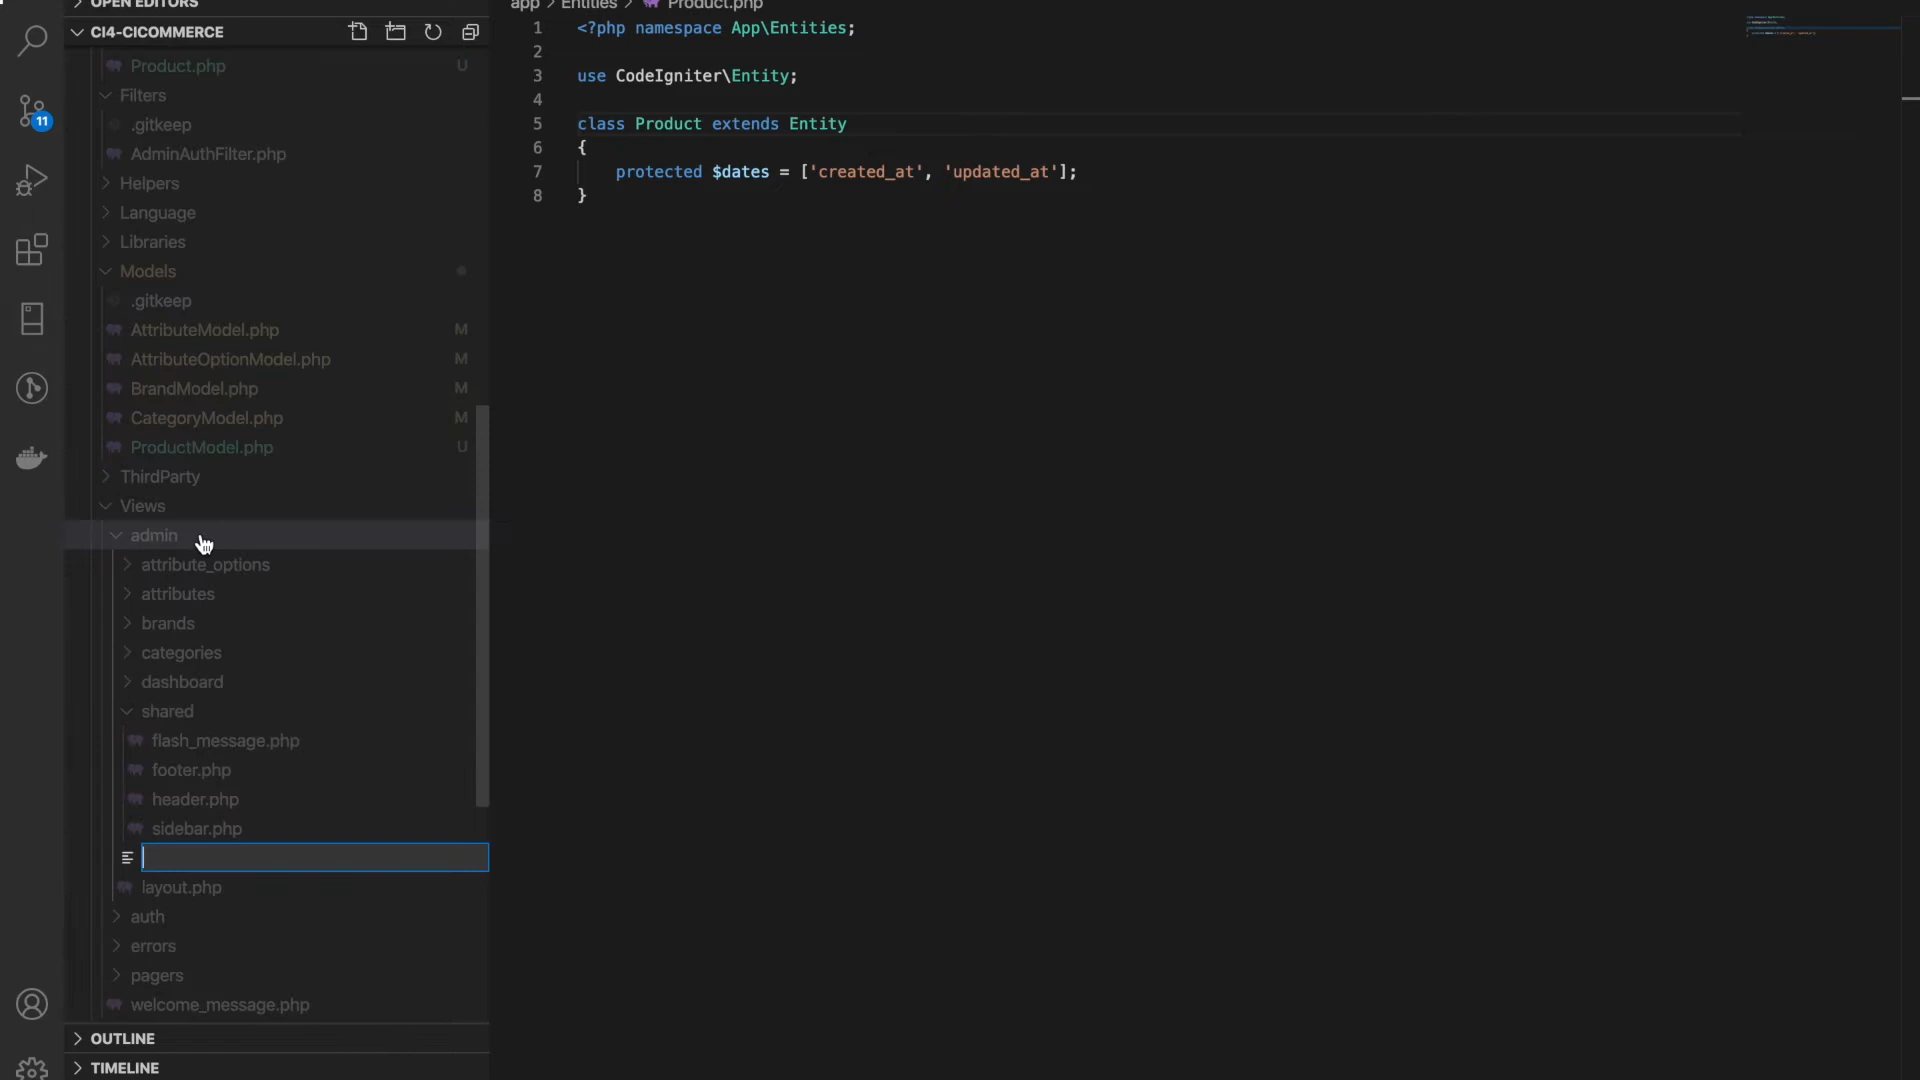 OPEN EDITORS
CI4-CICOMMERCE
Product.php U
Filters
.gitkeep
AdminAuthFilter.php
Helpers
Language
Libraries
Models
.gitkeep
AttributeModel.php M
AttributeOptionModel.php M
BrandModel.php M
CategoryModel.php M
ProductModel.php U
ThirdParty
Views
admin
attribute_options
attributes
brands
categories
dashboard
shared
flash_message.php
footer.php
header.php
sidebar.php
layout.php
auth
errors
pagers
welcome_message.php
OUTLINE
TIMELINE
11
app > Entities > Product.php
1 <?php namespace App\Entities;
2
3 use CodeIgniter\Entity;
4
5 class Product extends Entity
6 {
7 protected $dates = ['created_at', 'updated_at'];
8 }